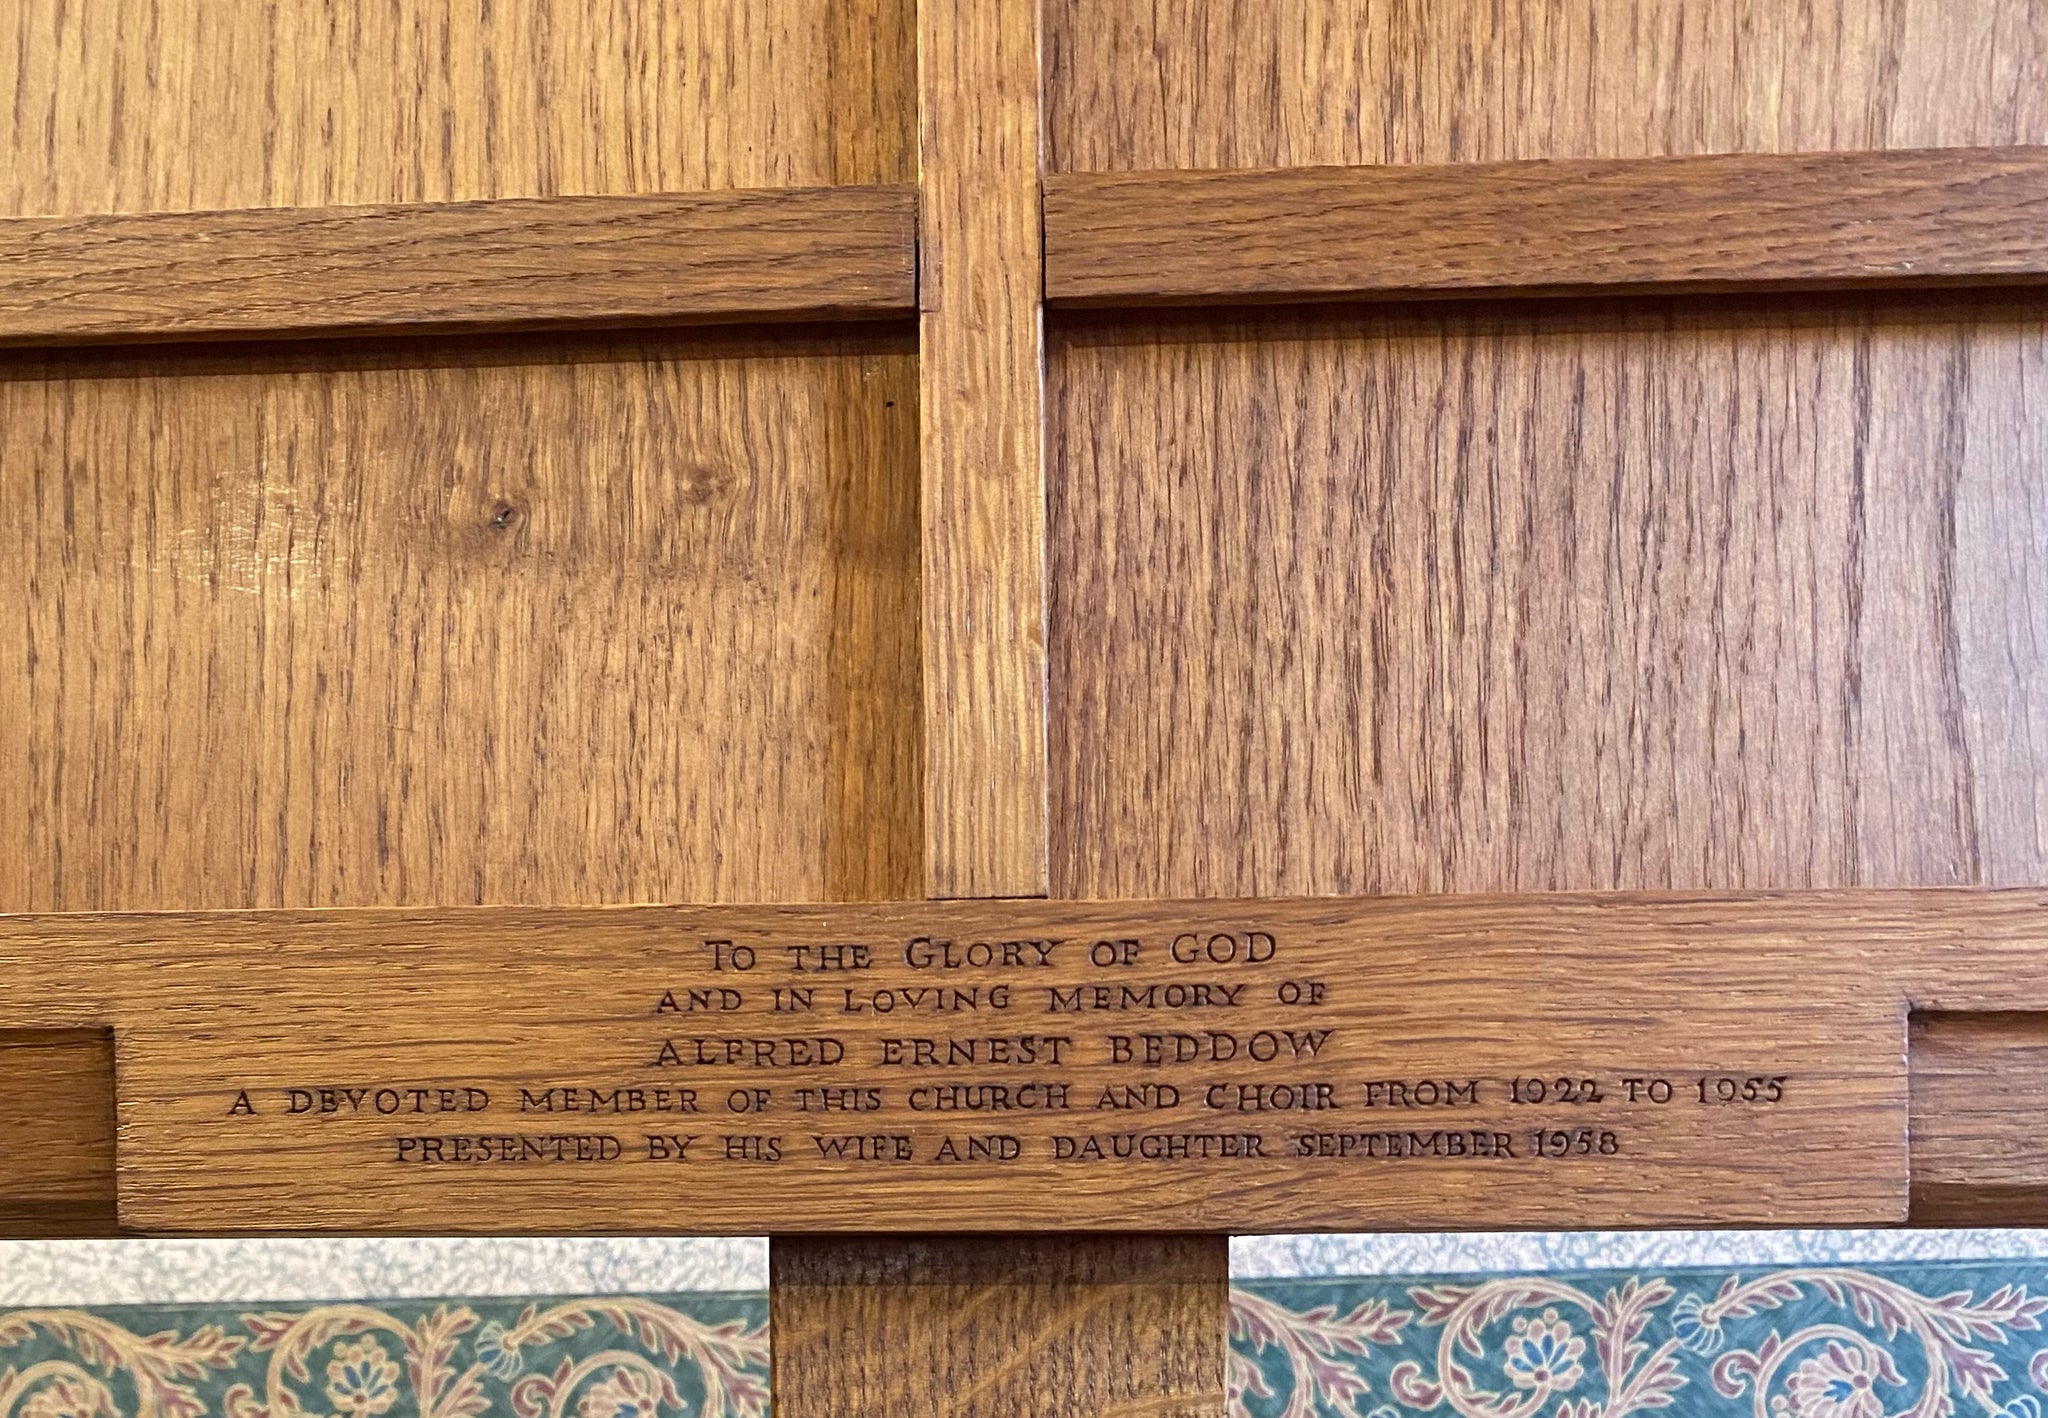 To the Glory of GOD
AND IN LOVING MEMORY OF
ALFRED ERNEST BEDDOW
A DEVOTED MEMBER OF THIS CHURCH AND CHOIR FROM 1922 TO 1955
PRESENTED BY HIS WIFE AND DAUGHTER SEPTEMBER 1958